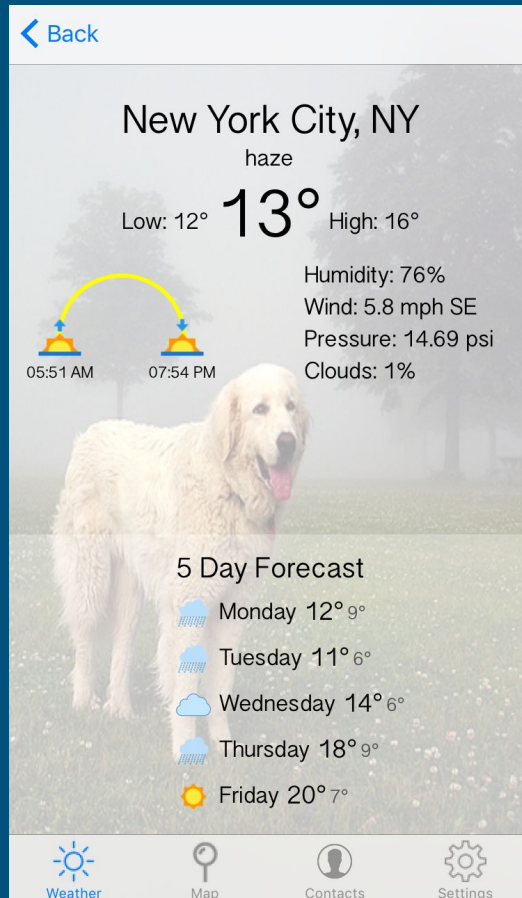 Back
New York City, NY
haze
Low: 12° 13° High: 16°
Humidity: 76%
Wind: 5.8 mph SE
Pressure: 14.69 psi
Clouds: 1%
05:51 AM 07:54 PM
5 Day Forecast
Monday 12° 9°
Tuesday 11° 6°
Wednesday 14° 6°
Thursday 18° 9°
Friday 20° 7°
Weather Map Contacts Settings